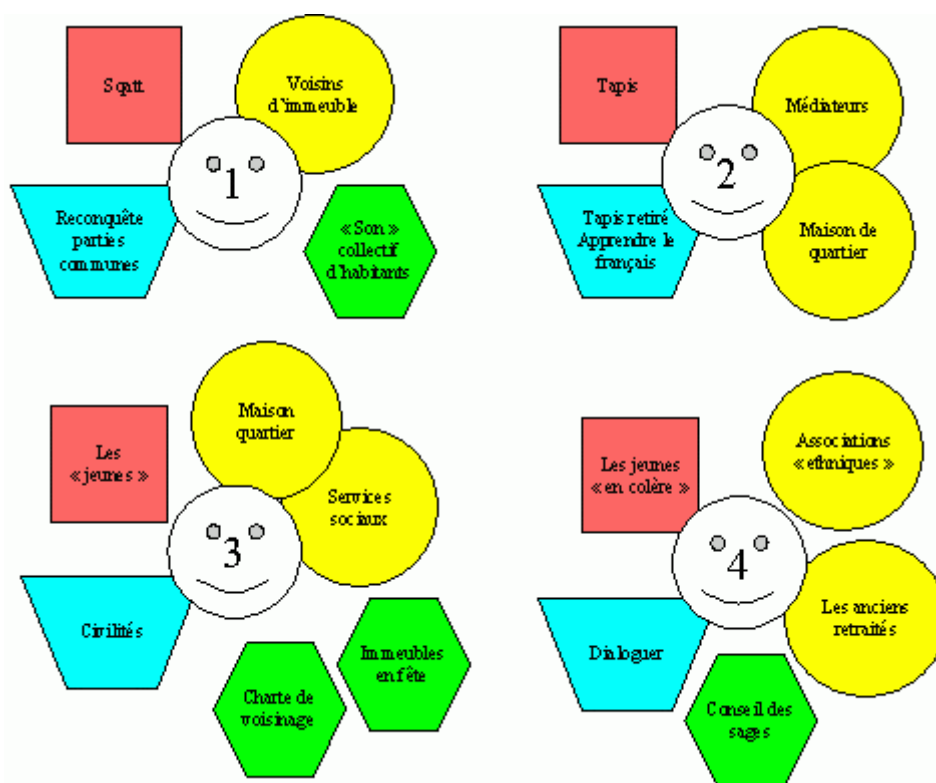 Sqatt.
Voisins
d'immeuble
1
Reconquête
parties
communes
« Son »
collectif
d'habitants
Tapis
Médiateurs
2
Tapis retiré
Apprendre le
français
Maison de
quartier
Les
« jeunes »
Maison
quartier
Services
sociaux
3
Civilités
Charte de
voisinage
Immeubles
en fête
Les jeunes
« en colère »
Associations
« ethniques »
4
Les anciens
retraités
Dialoguer
Conseil des
sages